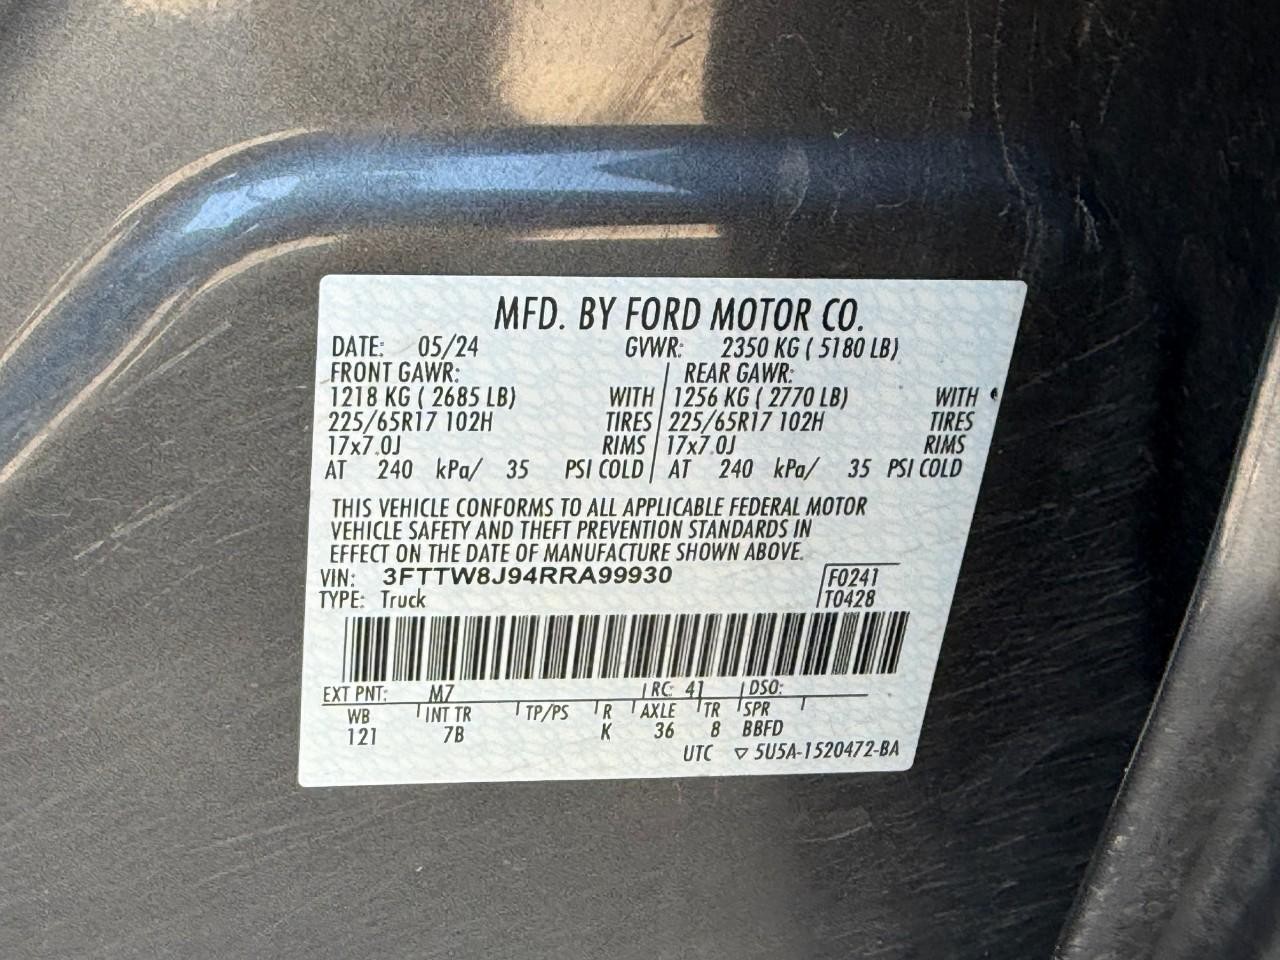 MFD. BY FORD MOTOR CO.
DATE: 05/24 GVWR: 2350 KG ( 5180 LB)
FRONT GAWR: REAR GAWR:
1218 KG ( 2685 LB) WITH 1256 KG ( 2770 LB) WITH
225/65R17 102H TIRES 225/65R17 102H TIRES
17x7.0J RIMS 17x7.0J RIMS
AT 240 kPa/ 35 PSI COLD AT 240 kPa/ 35 PSI COLD
THIS VEHICLE CONFORMS TO ALL APPLICABLE FEDERAL MOTOR
VEHICLE SAFETY AND THEFT PREVENTION STANDARDS IN
EFFECT ON THE DATE OF MANUFACTURE SHOWN ABOVE.
VIN: 3FTTW8J94RRA99930 F0241
TYPE: Truck T0428
EXT PNT: M7 RC: 41 DSO:
WB INT TR TP/PS R AXLE TR SPR
121 7B K 36 8 BBFD
UTC ▽ 5U5A-1520472-BA